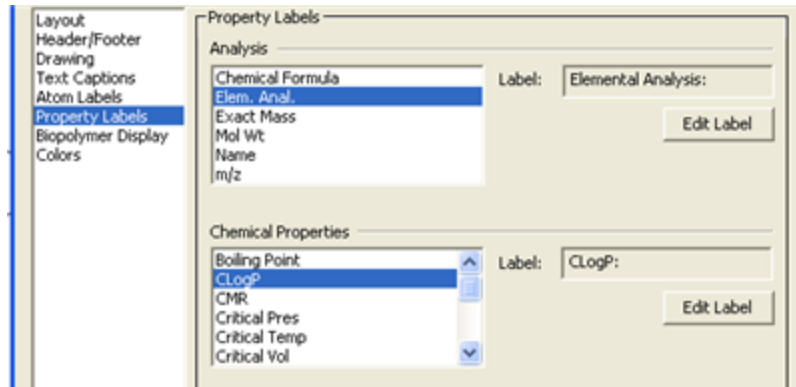 Layout
Header/Footer
Drawing
Text Captions
Atom Labels
Property Labels
Biopolymer Display
Colors
Property Labels
Analysis
Chemical Formula
Elem. Anal.
Exact Mass
Mol Wt
Name
m/z
Label: Elemental Analysis:
Edit Label
Chemical Properties
Boiling Point
CLogP
CMR
Critical Pres
Critical Temp
Critical Vol
Label: CLogP:
Edit Label